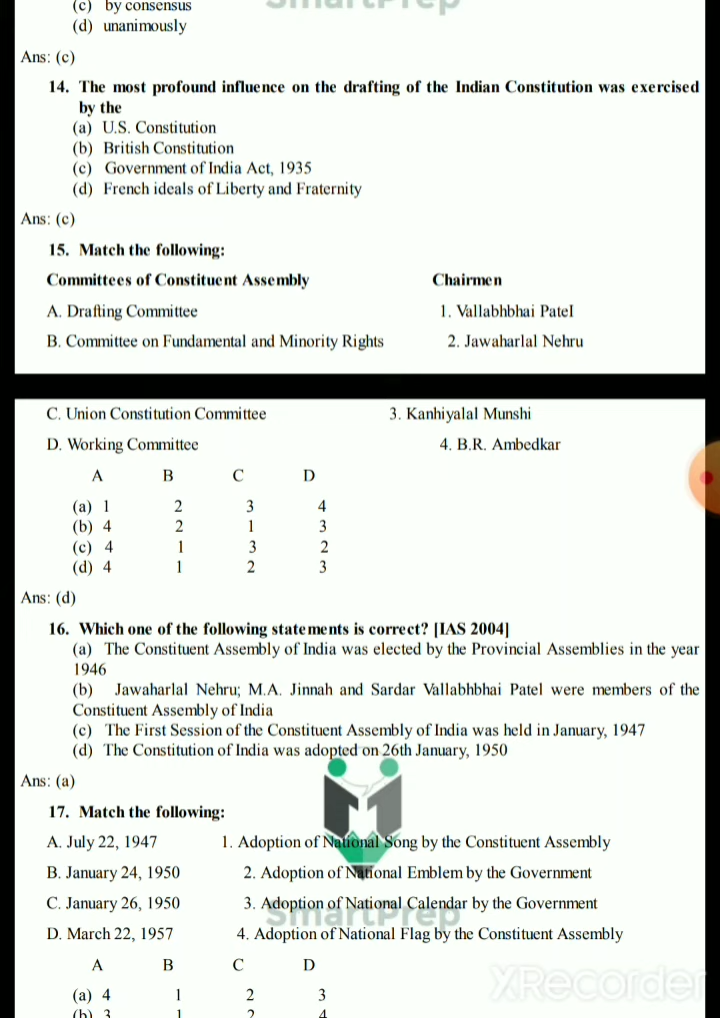 (c) by consensus
(d) unanimously
Ans: (c)
14. The most profound influence on the drafting of the Indian Constitution was exercised
by the
(a) U.S. Constitution
(b) British Constitution
(c) Government of India Act, 1935
(d) French ideals of Liberty and Fraternity
Ans: (c)
15. Match the following:
Committees of Constituent Assembly Chairmen
A. Drafting Committee 1. Vallabhbhai Patel
B. Committee on Fundamental and Minority Rights 2. Jawaharlal Nehru
C. Union Constitution Committee 3. Kanhiyalal Munshi
D. Working Committee 4. B.R. Ambedkar
A B C D
(a) 1 2 3 4
(b) 4 2 1 3
(c) 4 1 3 2
(d) 4 1 2 3
Ans: (d)
16. Which one of the following statements is correct? [IAS 2004]
(a) The Constituent Assembly of India was elected by the Provincial Assemblies in the year
1946
(b) Jawaharlal Nehru; M.A. Jinnah and Sardar Vallabhbhai Patel were members of the
Constituent Assembly of India
(c) The First Session of the Constituent Assembly of India was held in January, 1947
(d) The Constitution of India was adopted on 26th January, 1950
Ans: (a)
17. Match the following:
A. July 22, 1947 1. Adoption of National Song by the Constituent Assembly
B. January 24, 1950 2. Adoption of National Emblem by the Government
C. January 26, 1950 3. Adoption of National Calendar by the Government
SmartPrep
D. March 22, 1957 4. Adoption of National Flag by the Constituent Assembly
A B C D
XRecorder
(a) 4 1 2 3
(b) 3 1 2 4